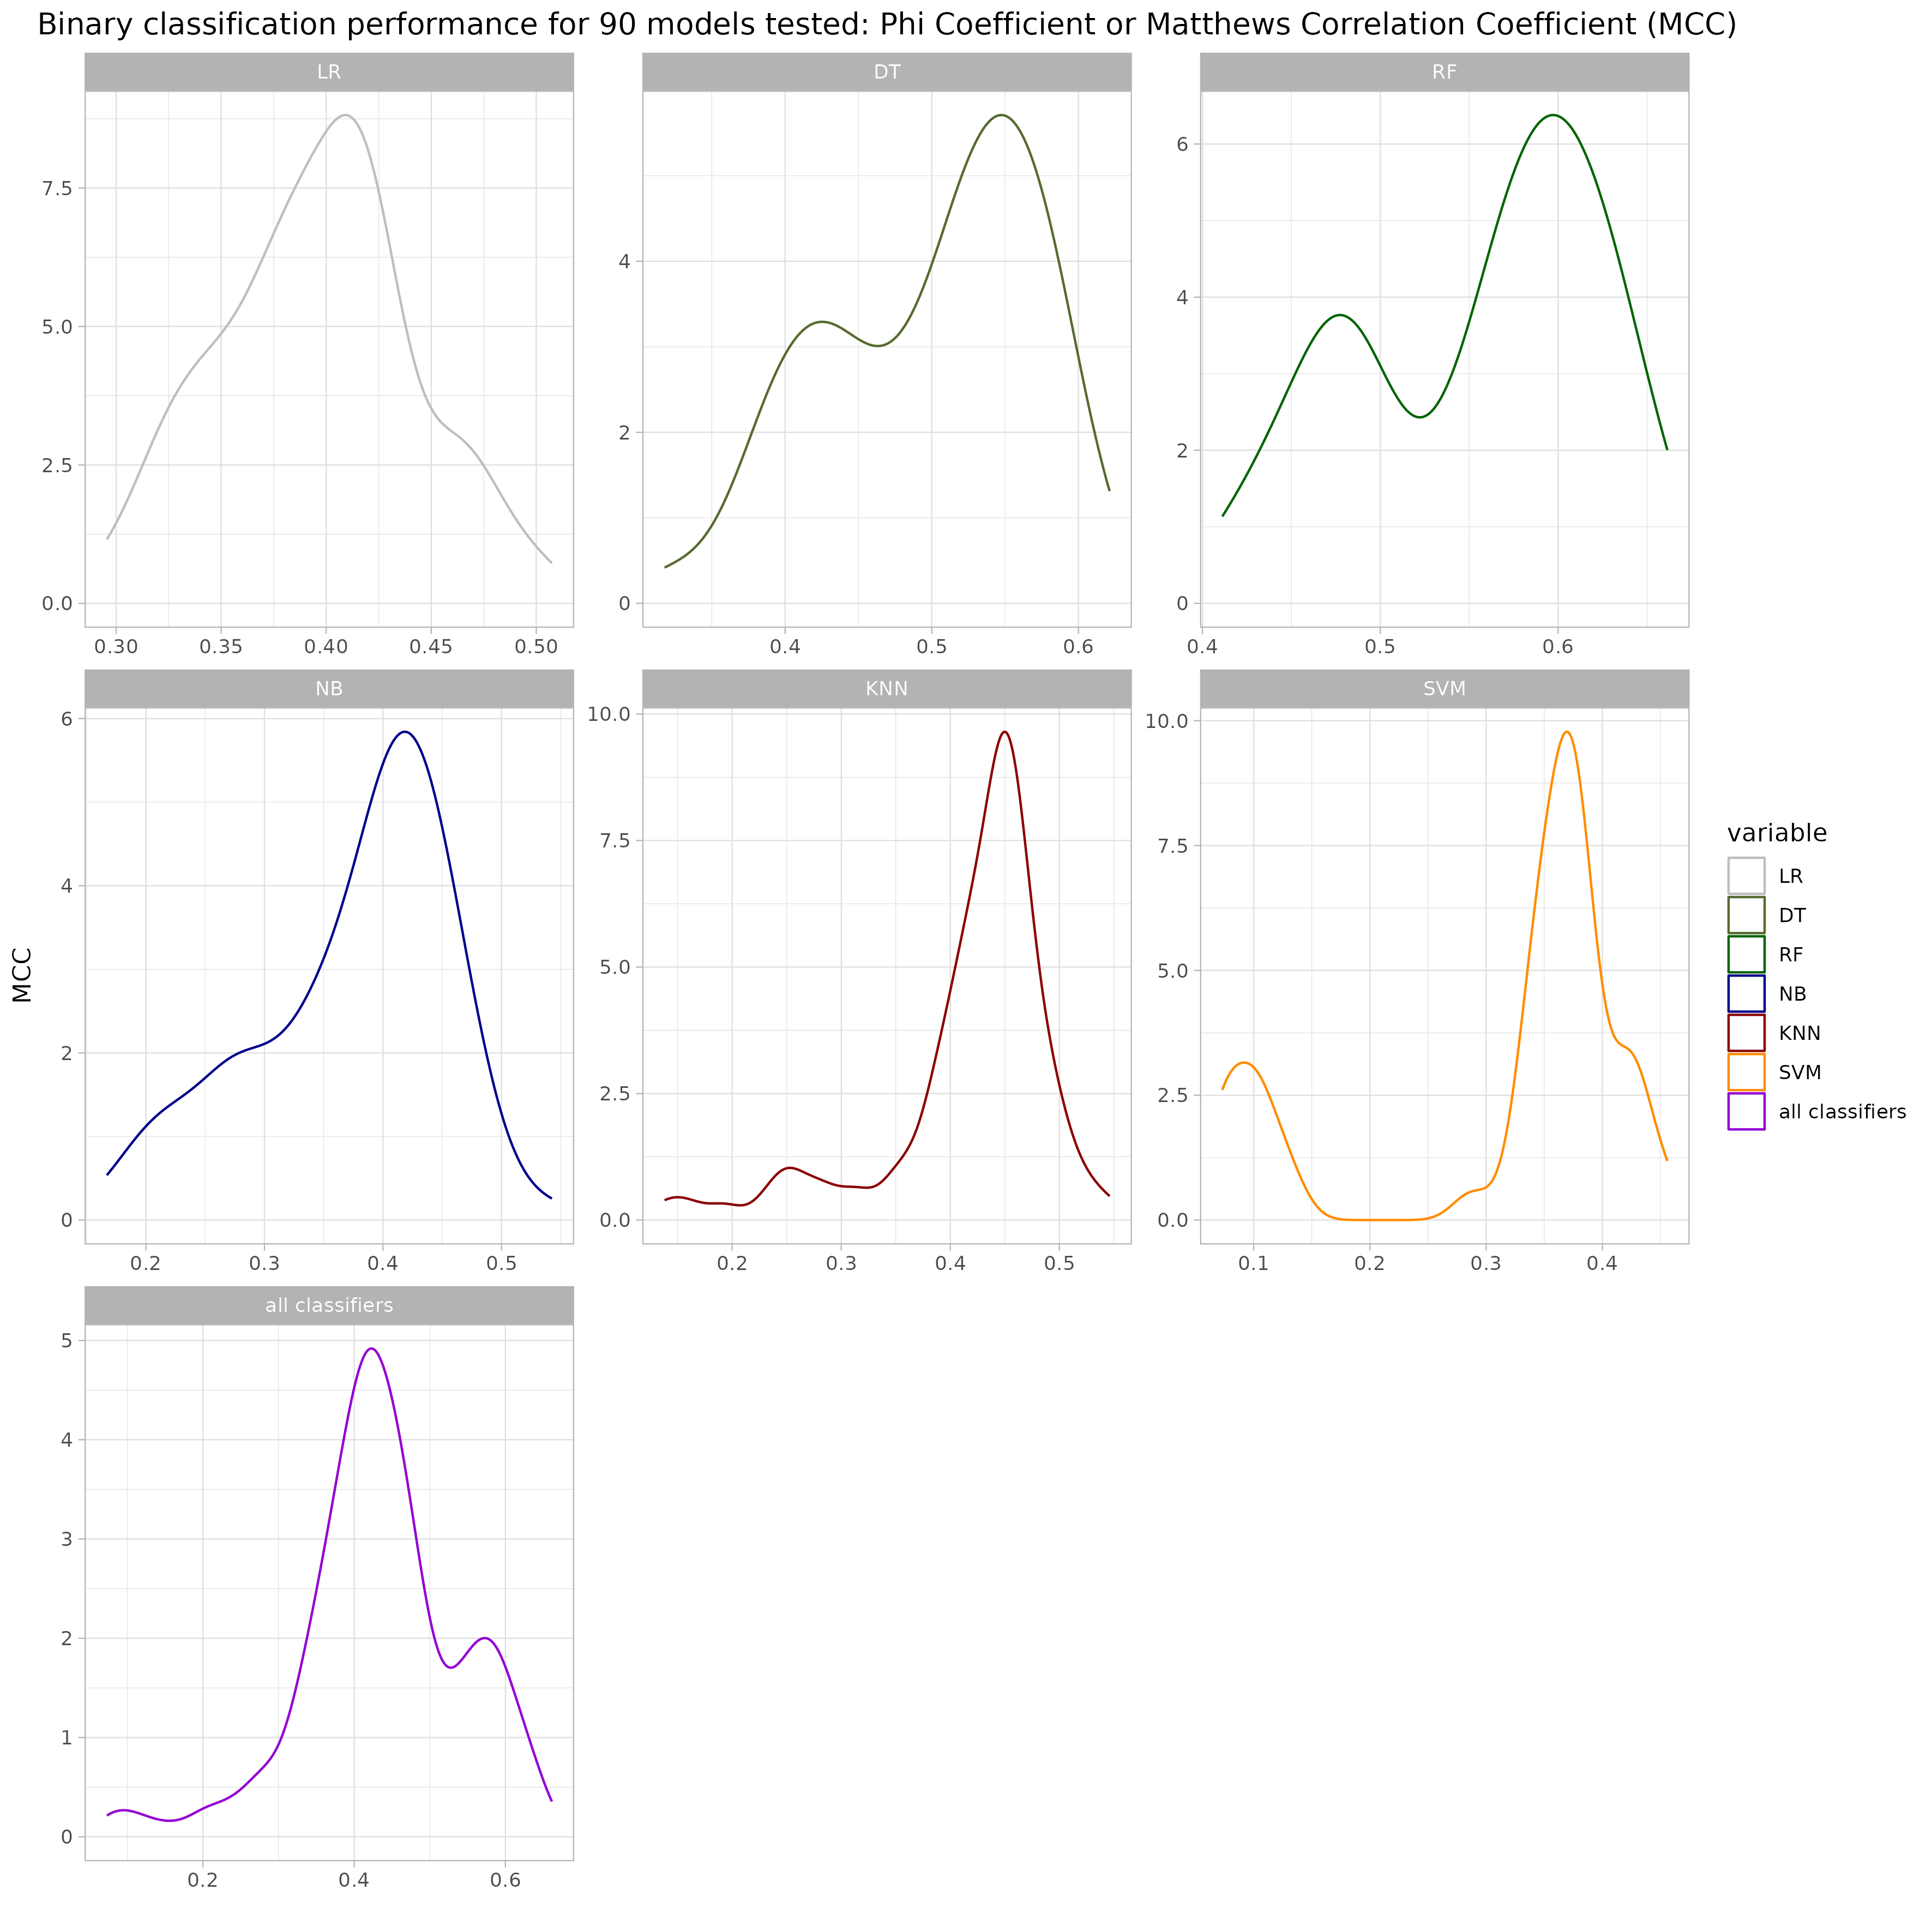 Binary classification performance for 90 models tested: Phi Coefficient or Matthews Correlation Coefficient (MCC)
LR
DT
RF
7.5
5.0
2.5
0.0
4
2
0
6
4
2
0
0.30 0.35 0.40 0.45 0.50
0.4 0.5 0.6
0.4 0.5 0.6
NB
KNN
SVM
6
4
2
0
10.0
7.5
5.0
2.5
0.0
10.0
7.5
5.0
2.5
0.0
0.2 0.3 0.4 0.5
0.2 0.3 0.4 0.5
0.1 0.2 0.3 0.4
MCC
all classifiers
5
4
3
2
1
0
0.2 0.4 0.6
variable
LR
DT
RF
NB
KNN
SVM
all classifiers